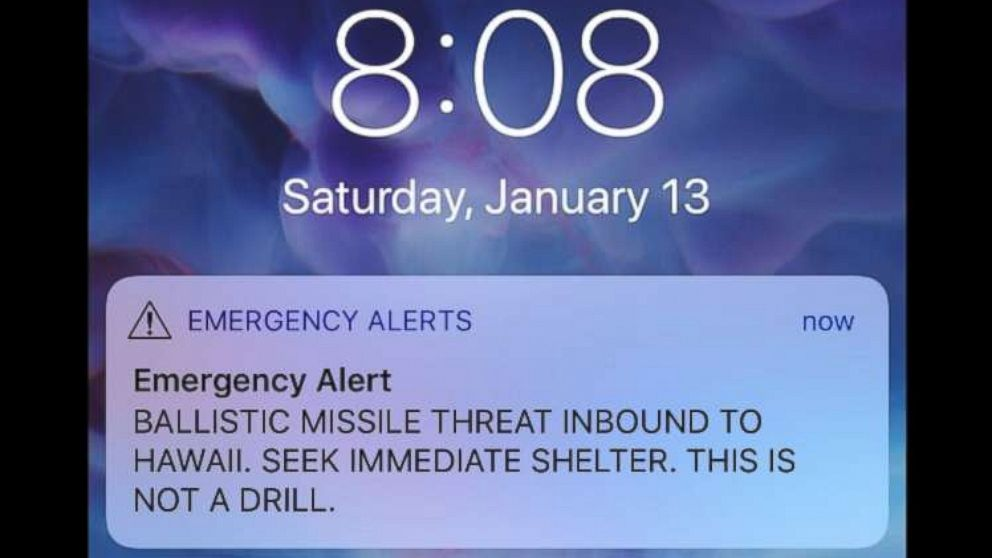 8:08
Saturday, January 13
EMERGENCY ALERTS now
Emergency Alert
BALLISTIC MISSILE THREAT INBOUND TO
HAWAII. SEEK IMMEDIATE SHELTER. THIS IS
NOT A DRILL.